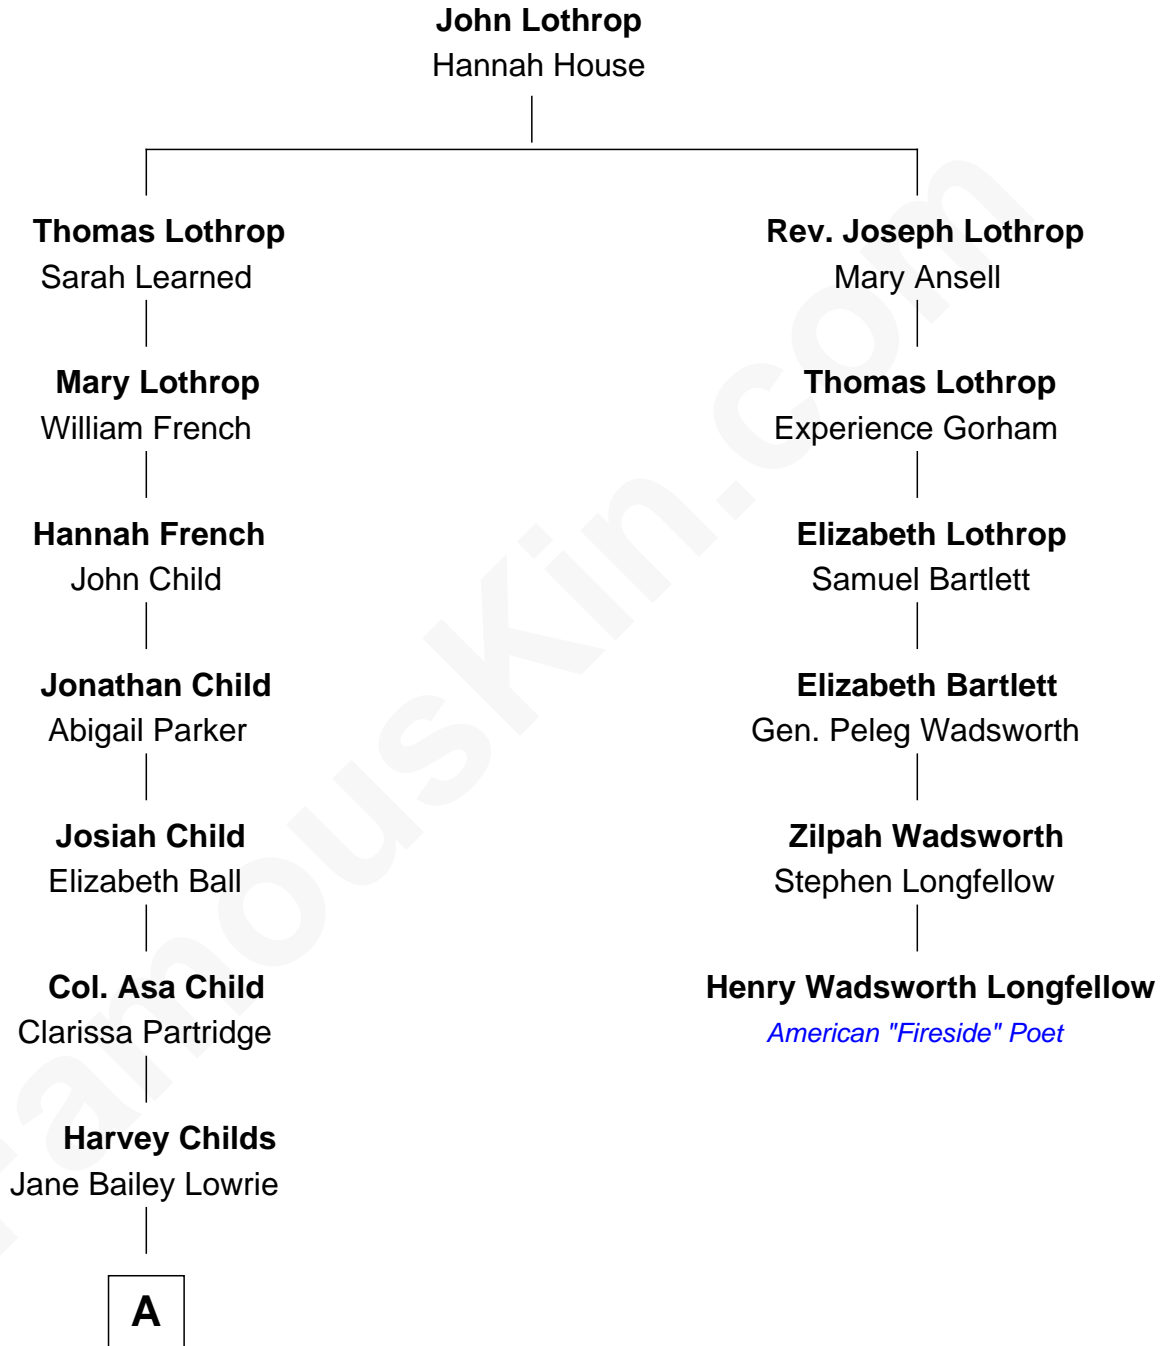 John Lothrop
Hannah House
Thomas Lothrop
Sarah Learned
Mary Lothrop
William French
Hannah French
John Child
Jonathan Child
Abigail Parker
Josiah Child
Elizabeth Ball
Col. Asa Child
Clarissa Partridge
Harvey Childs
Jane Bailey Lowrie
A
Rev. Joseph Lothrop
Mary Ansell
Thomas Lothrop
Experience Gorham
Elizabeth Lothrop
Samuel Bartlett
Elizabeth Bartlett
Gen. Peleg Wadsworth
Zilpah Wadsworth
Stephen Longfellow
Henry Wadsworth Longfellow
American "Fireside" Poet
FamousKin.com